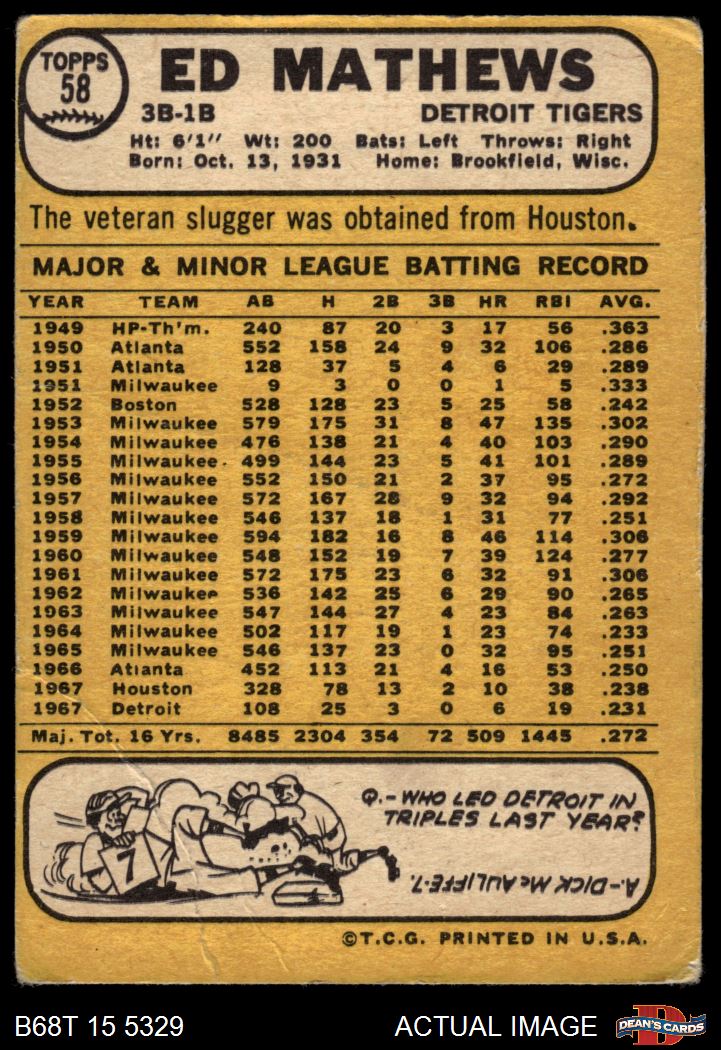 TOPPS
58
ED MATHEWS
3B-1B DETROIT TIGERS
Ht: 6'1" Wt: 200 Bats: Left Throws: Right
Born: Oct. 13, 1931 Home: Brookfield, Wisc.
The veteran slugger was obtained from Houston.
MAJOR & MINOR LEAGUE BATTING RECORD
YEAR TEAM AB H 2B 3B HR RBI AVG.
1949 HP-Th'm. 240 87 20 3 17 56 .363
1950 Atlanta 552 158 24 9 32 106 .286
1951 Atlanta 128 37 5 4 6 29 .289
1951 Milwaukee 9 3 0 0 1 5 .333
1952 Boston 528 128 23 5 25 58 .242
1953 Milwaukee 579 175 31 8 47 135 .302
1954 Milwaukee 476 138 21 4 40 103 .290
1955 Milwaukee 499 144 23 5 41 101 .289
1956 Milwaukee 552 150 21 2 37 95 .272
1957 Milwaukee 572 167 28 9 32 94 .292
1958 Milwaukee 546 137 18 1 31 77 .251
1959 Milwaukee 594 182 16 8 46 114 .306
1960 Milwaukee 548 152 19 7 39 124 .277
1961 Milwaukee 572 175 23 6 32 91 .306
1962 Milwaukee 536 142 25 6 29 90 .265
1963 Milwaukee 547 144 27 4 23 84 .263
1964 Milwaukee 502 117 19 1 23 74 .233
1965 Milwaukee 546 137 23 0 32 95 .251
1966 Atlanta 452 113 21 4 16 53 .250
1967 Houston 328 78 13 2 10 38 .238
1967 Detroit 108 25 3 0 6 19 .231
Maj. Tot. 16 Yrs. 8485 2304 354 72 509 1445 .272
7
Q.-WHO LED DETROIT IN
TRIPLES LAST YEAR?
A.-DICK McAULIFFE-7.
©T.C.G. PRINTED IN U.S.A.
B68T 15 5329 ACTUAL IMAGE
D
DEAN'S CARDS